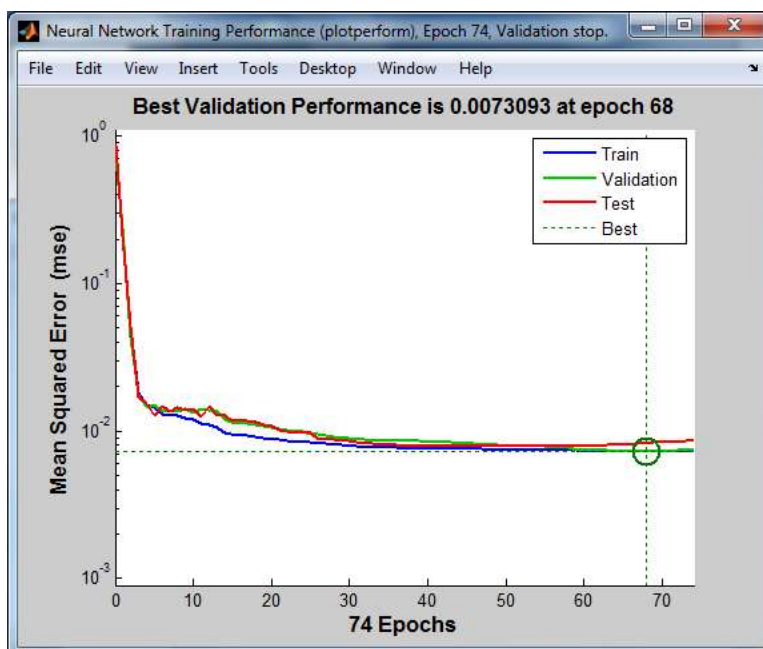 Neural Network Training Performance (plotperform), Epoch 74, Validation stop.
File Edit View Insert Tools Desktop Window Help
Best Validation Performance is 0.0073093 at epoch 68
10^0
10^-1
10^-2
10^-3
Mean Squared Error (mse)
Train
Validation
Test
Best
0 10 20 30 40 50 60 70
74 Epochs